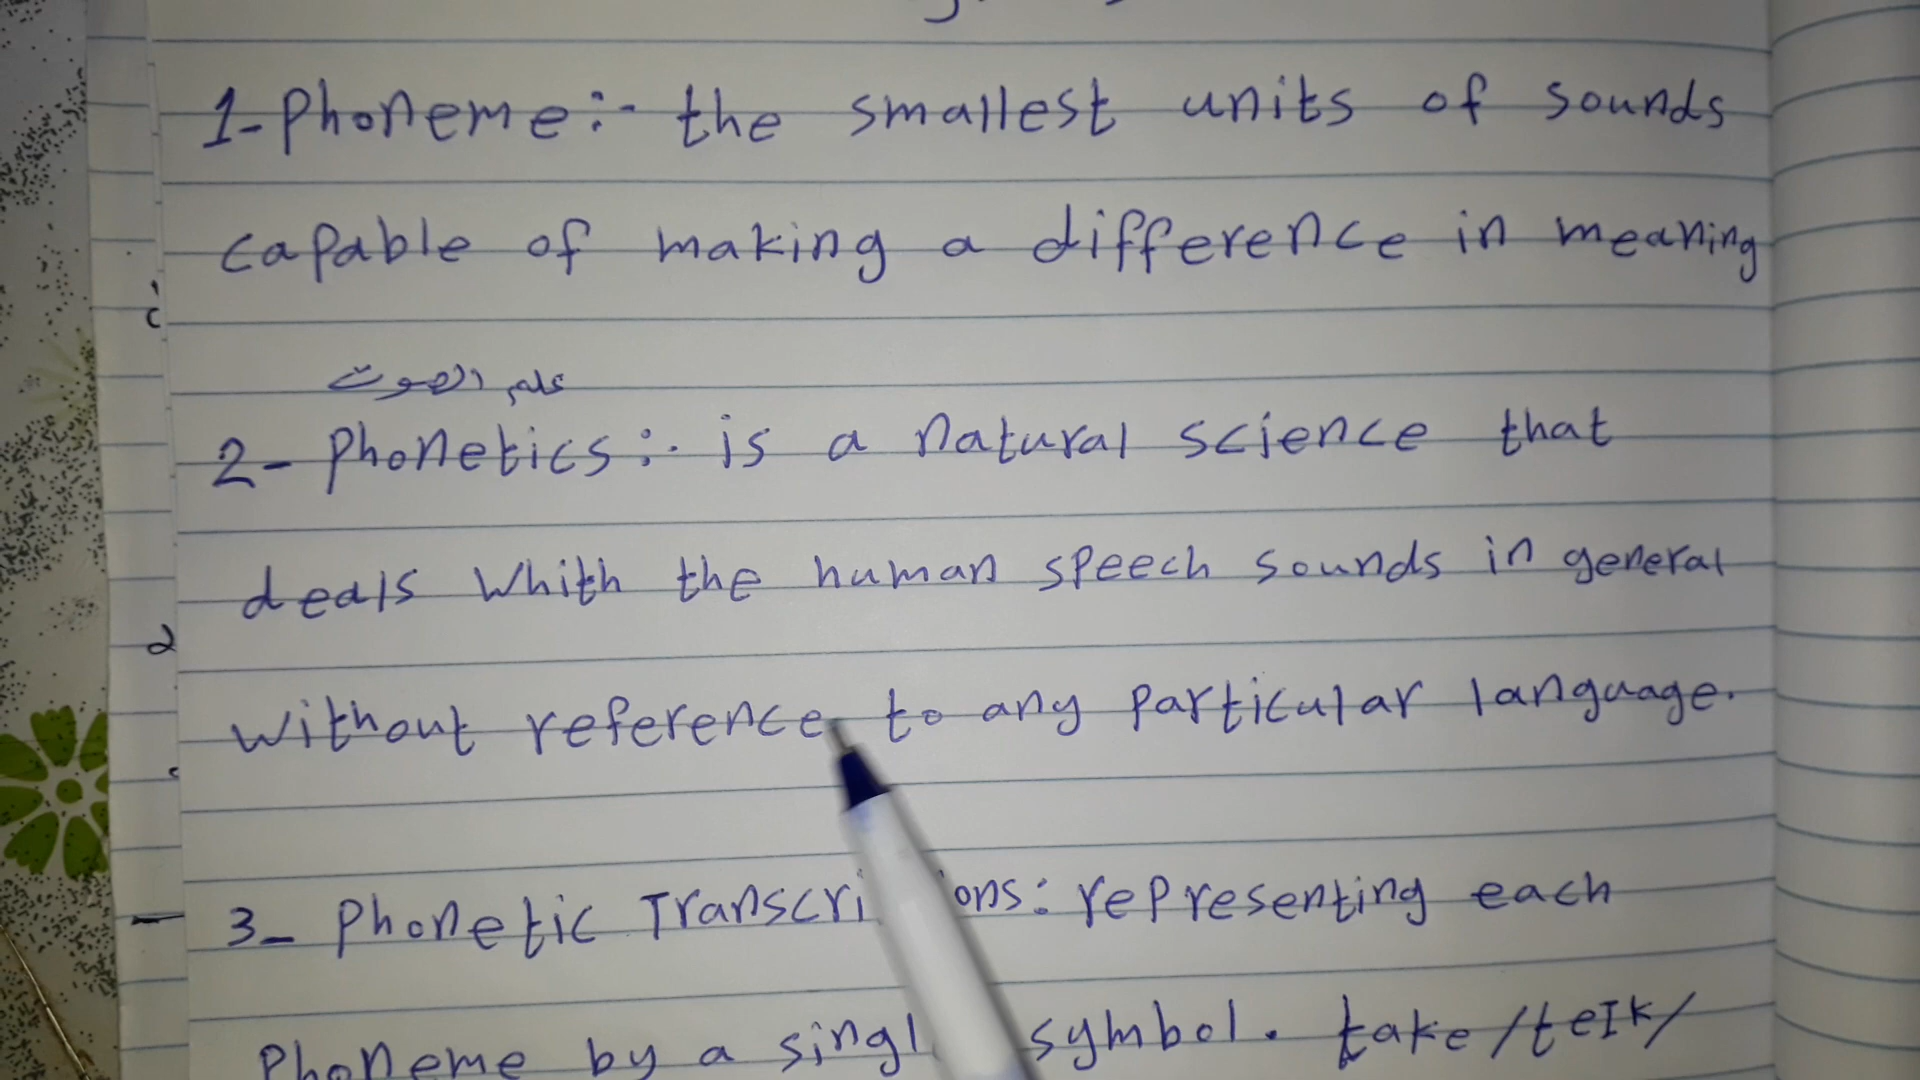 1- Phoneme:- the smallest units of sounds
capable of making a difference in meaning
علم الصوت
2- Phonetics:- is a natural science that
deals Whith the human speech sounds in general
without reference to any particular language.
3- Phonetic Transcri ons: representing each
Phoneme by a singl symbol. take /teIK/